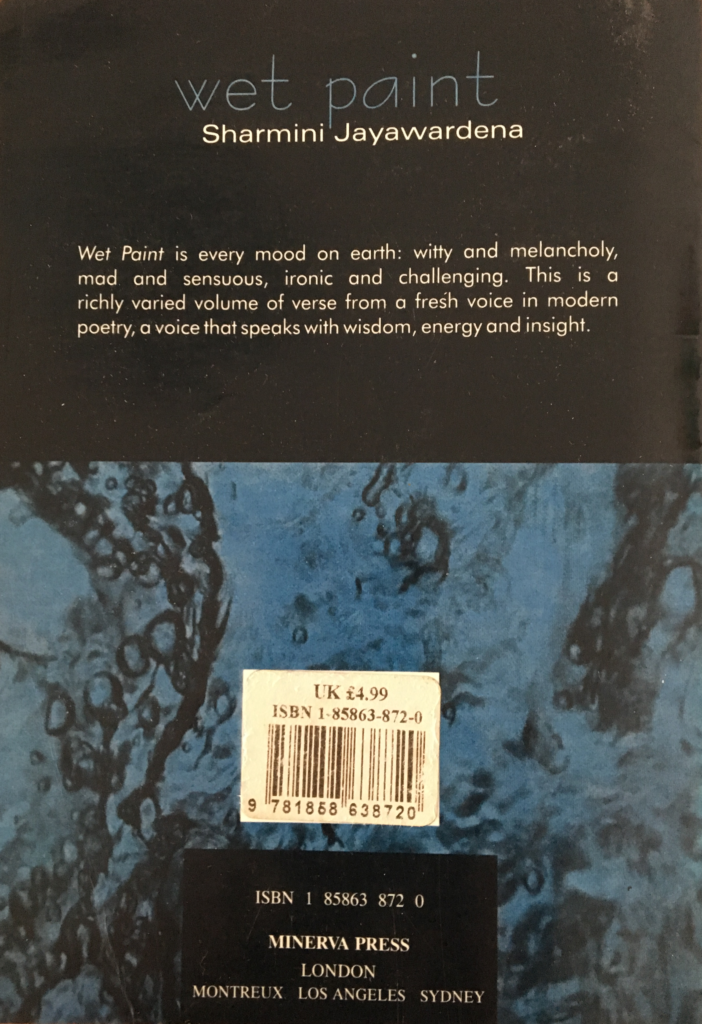 wet paint
Sharmini Jayawardena
Wet Paint is every mood on earth: witty and melancholy,
mad and sensuous, ironic and challenging. This is a
richly varied volume of verse from a fresh voice in modern
poetry, a voice that speaks with wisdom, energy and insight.
UK £4.99
ISBN 1-85863-872-0
9 781858 638720
ISBN 1 85863 872 0
MINERVA PRESS
LONDON
MONTREUX LOS ANGELES SYDNEY